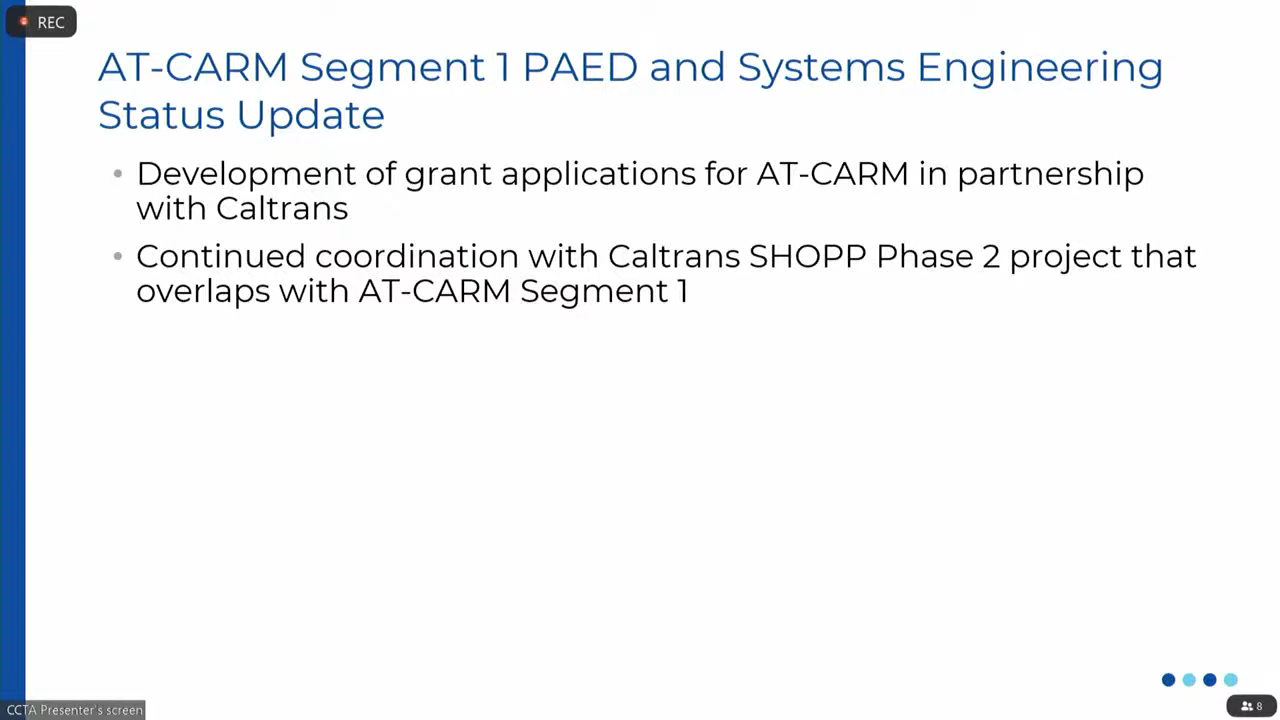 REC
AT-CARM Segment 1 PAED and Systems Engineering
Status Update
• Development of grant applications for AT-CARM in partnership
with Caltrans
• Continued coordination with Caltrans SHOPP Phase 2 project that
overlaps with AT-CARM Segment 1
CCTA Presenter's screen
8